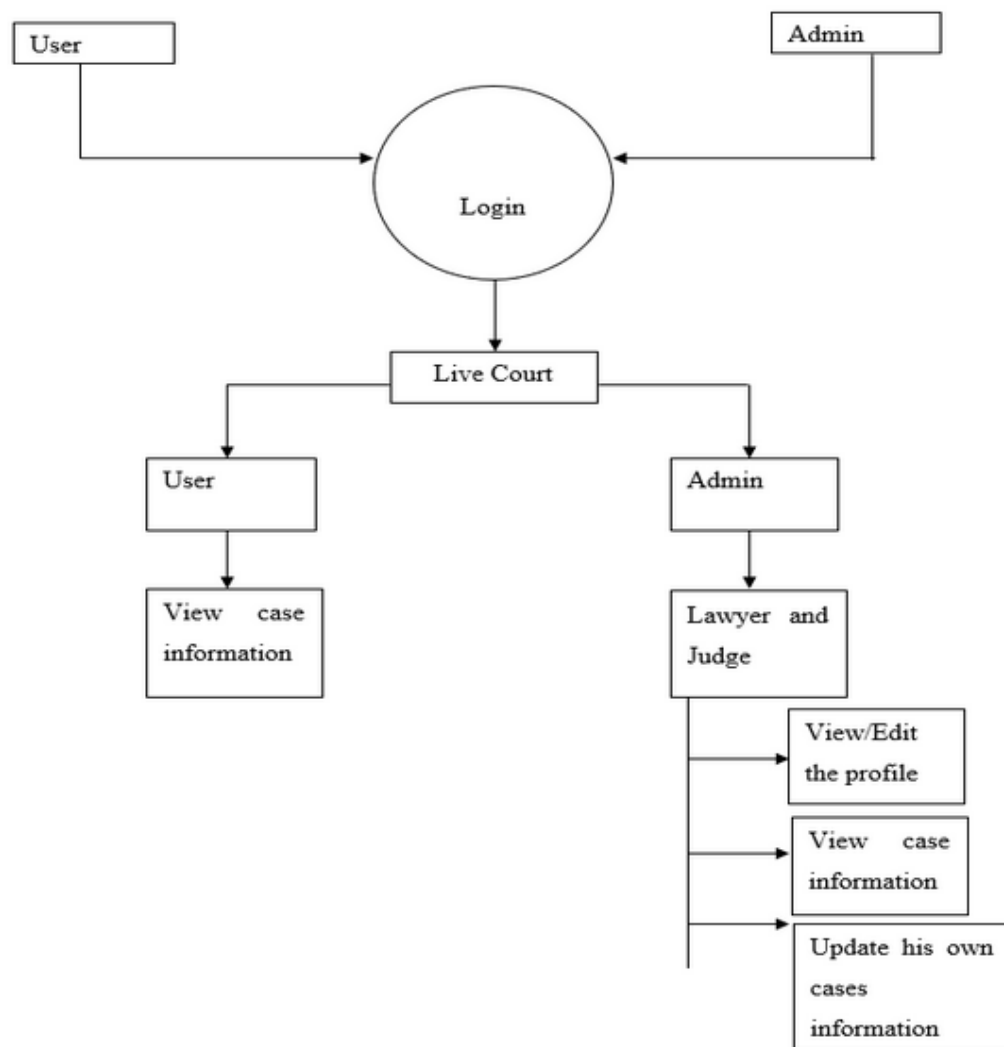 User
Admin
Login
Live Court
User
Admin
View case
information
Lawyer and
Judge
View/Edit
the profile
View case
information
Update his own
cases
information